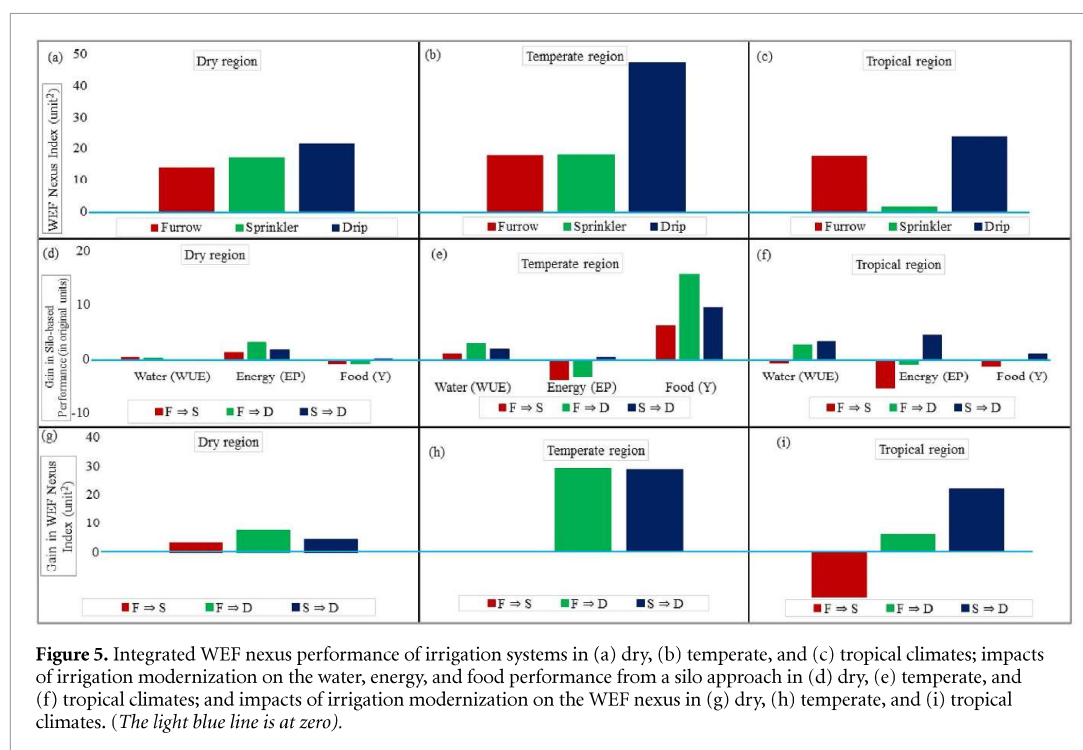 (a)
Dry region
(b)
Temperate region
(c)
Tropical region
WEF Nexus Index (unit²)
50
40
30
20
10
0
Furrow Sprinkler Drip
Furrow Sprinkler Drip
Furrow Sprinkler Drip
(d)
Dry region
(e)
Temperate region
(f)
Tropical region
Gain in Silo-based
Performance (in original units)
20
10
0
-10
Water (WUE) Energy (EP) Food (Y)
Water (WUE) Energy (EP) Food (Y)
Water (WUE) Energy (EP) Food (Y)
F ⇒ S F ⇒ D S ⇒ D
F ⇒ S F ⇒ D S ⇒ D
F ⇒ S F ⇒ D S ⇒ D
(g)
Dry region
(h)
Temperate region
(i)
Tropical region
Gain in WEF Nexus
Index (unit²)
40
30
20
10
0
F ⇒ S F ⇒ D S ⇒ D
F ⇒ S F ⇒ D S ⇒ D
F ⇒ S F ⇒ D S ⇒ D
Figure 5. Integrated WEF nexus performance of irrigation systems in (a) dry, (b) temperate, and (c) tropical climates; impacts
of irrigation modernization on the water, energy, and food performance from a silo approach in (d) dry, (e) temperate, and
(f) tropical climates; and impacts of irrigation modernization on the WEF nexus in (g) dry, (h) temperate, and (i) tropical
climates. (The light blue line is at zero).